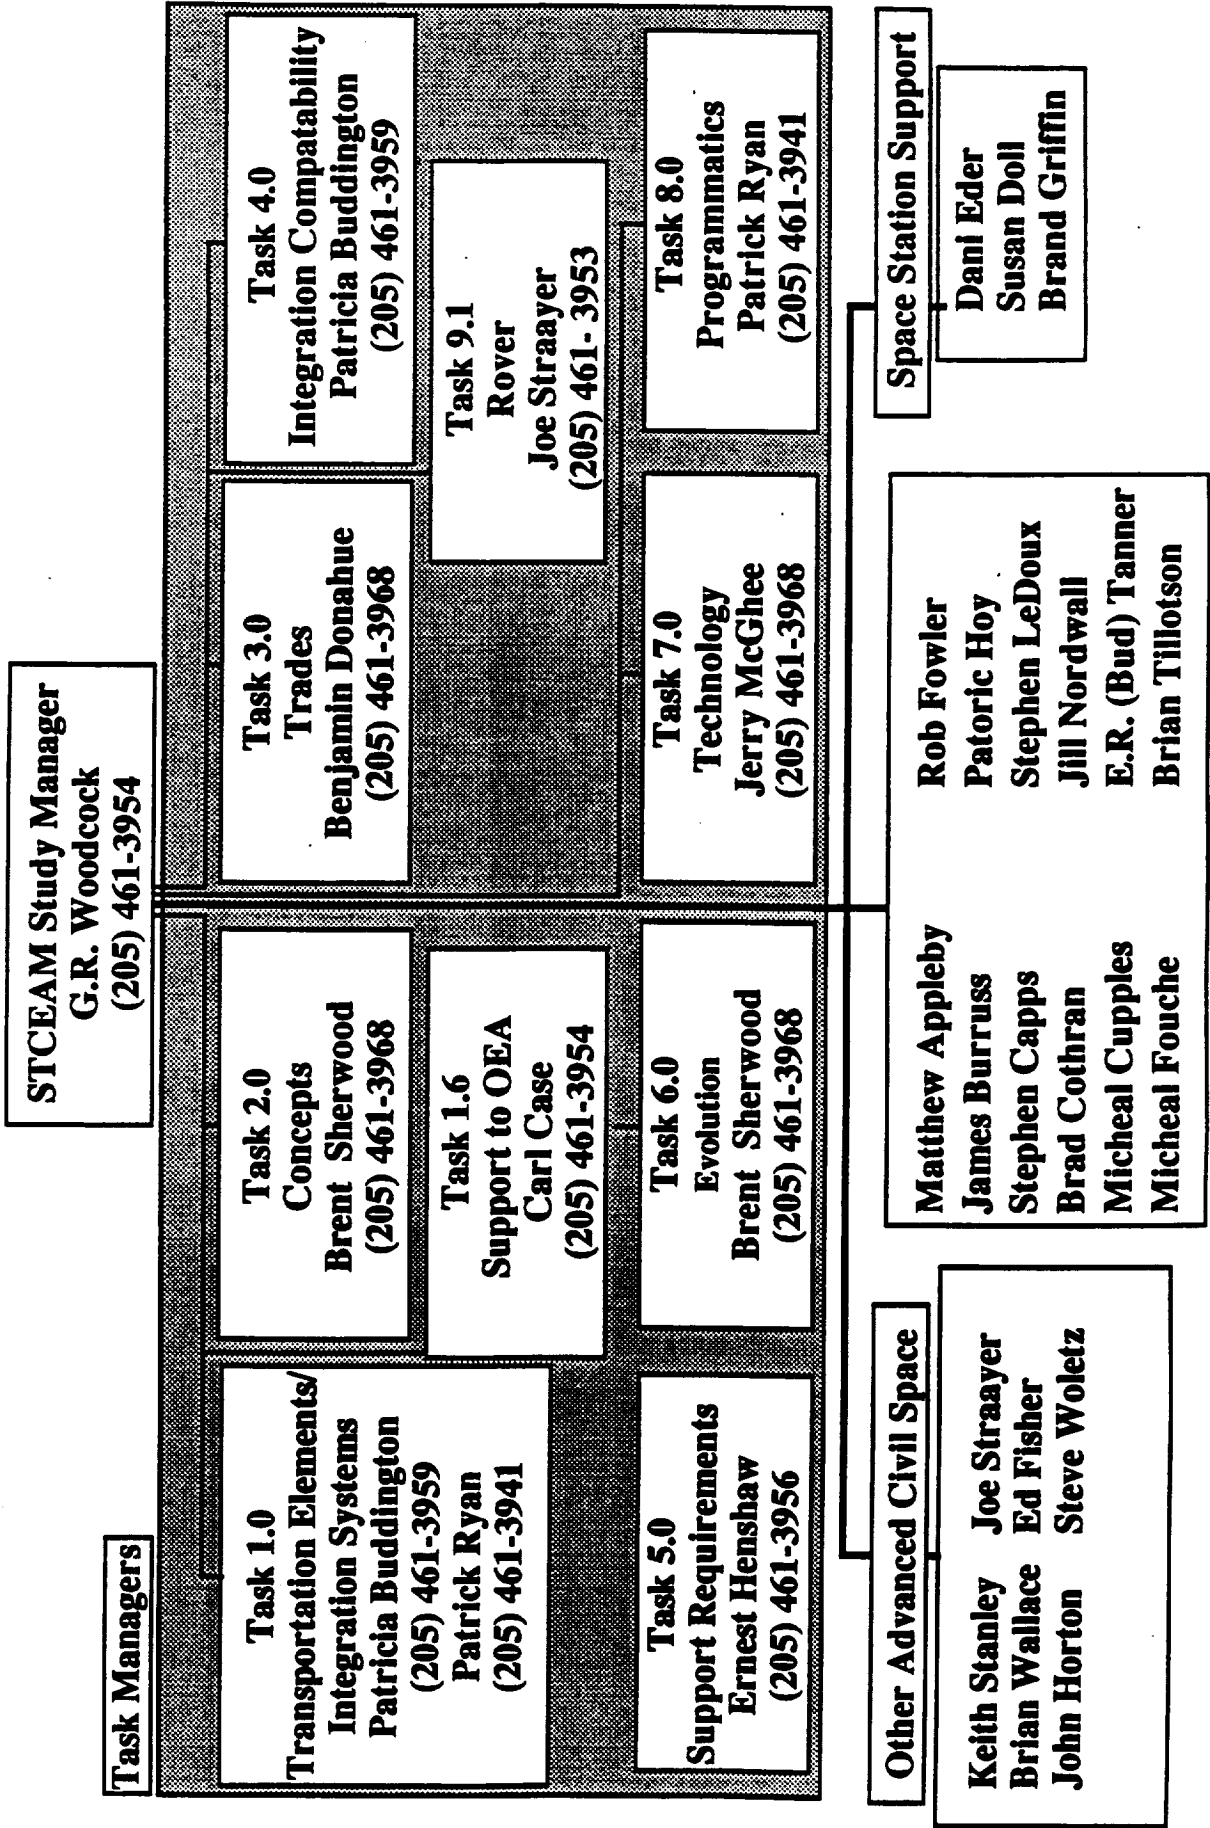 STCEAM Study Manager
G.R. Woodcock
(205) 461-3954
Task Managers
Task 1.0
Transportation Elements/
Integration Systems
Patricia Buddington
(205) 461-3959
Patrick Ryan
(205) 461-3941
Task 2.0
Concepts
Brent Sherwood
(205) 461-3968
Task 3.0
Trades
Benjamin Donahue
(205) 461-3968
Task 4.0
Integration Compatability
Patricia Buddington
(205) 461-3959
Task 1.6
Support to OEA
Carl Case
(205) 461-3954
Task 9.1
Rover
Joe Straayer
(205) 461- 3953
Task 5.0
Support Requirements
Ernest Henshaw
(205) 461-3956
Task 6.0
Evolution
Brent Sherwood
(205) 461-3968
Task 7.0
Technology
Jerry McGhee
(205) 461-3968
Task 8.0
Programmatics
Patrick Ryan
(205) 461-3941
Other Advanced Civil Space
Keith Stanley Joe Straayer
Brian Wallace Ed Fisher
John Horton Steve Woletz
Matthew Appleby Rob Fowler
James Burruss Patoric Hoy
Stephen Capps Stephen LeDoux
Brad Cothran Jill Nordwall
Micheal Cupples E.R. (Bud) Tanner
Micheal Fouche Brian Tillotson
Space Station Support
Dani Eder
Susan Doll
Brand Griffin